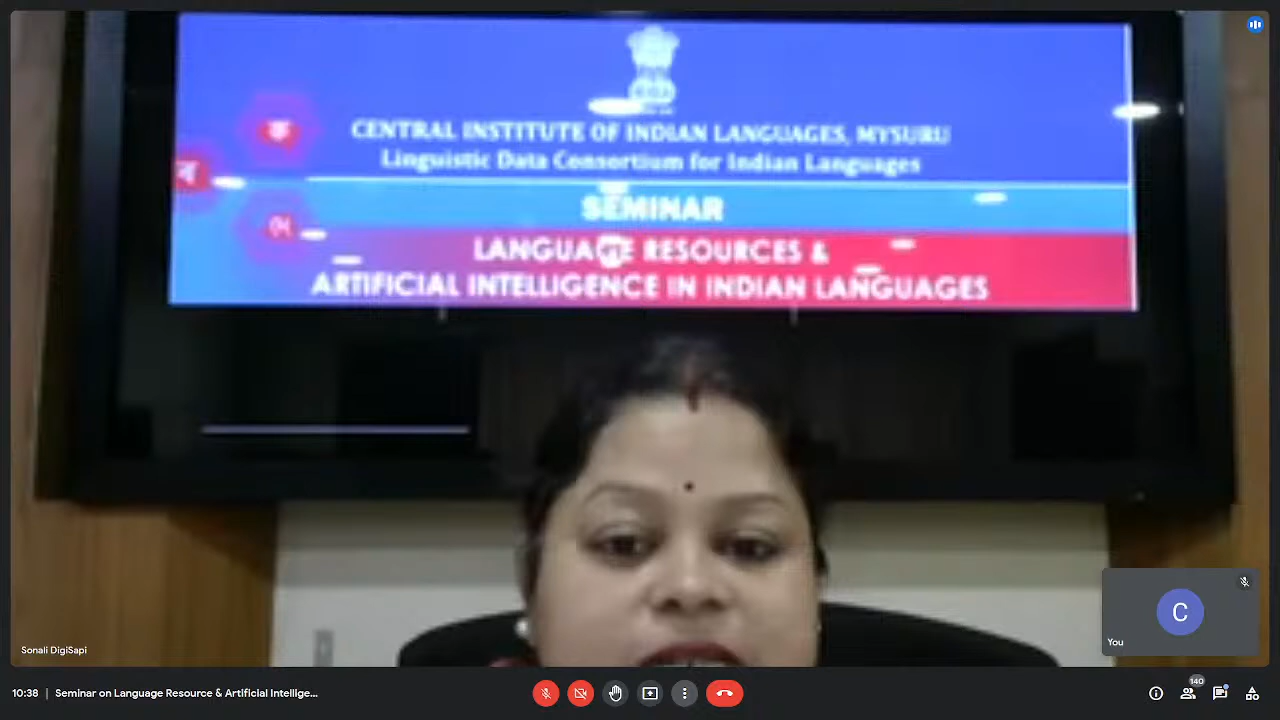 CENTRAL INSTITUTE OF INDIAN LANGUAGES, MYSURU
Linguistic Data Consortium for Indian Languages
क
SEMINAR
LANGUAGE RESOURCES &
ARTIFICIAL INTELLIGENCE IN INDIAN LANGUAGES
C
You
Sonali DigiSapi
10:38 | Seminar on Language Resource & Artificial Intellige...
140